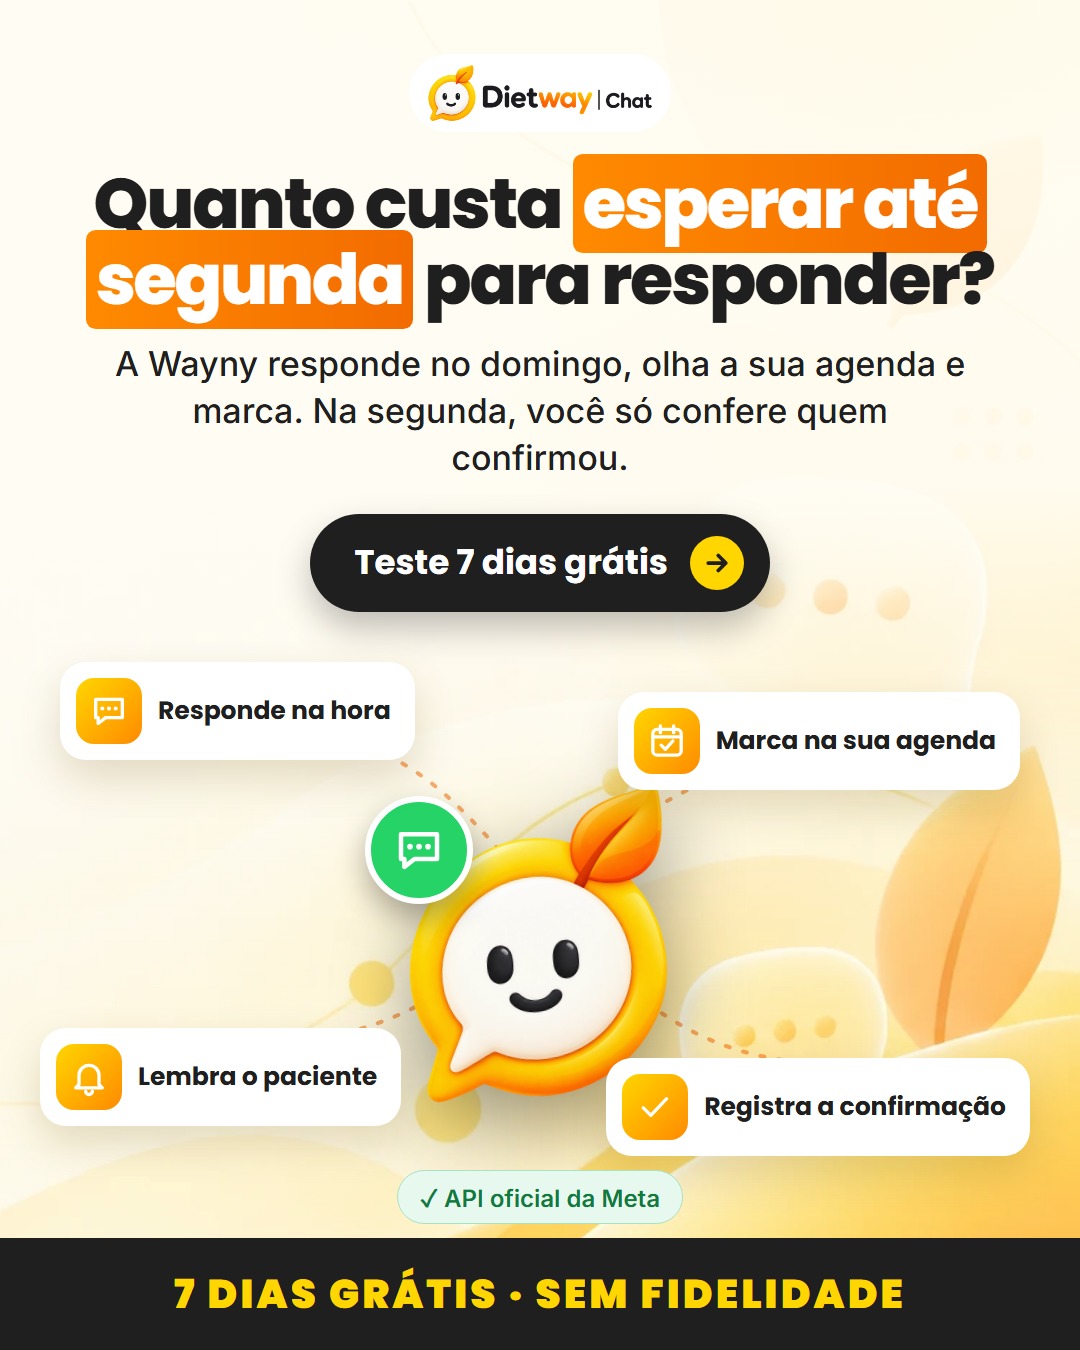 Dietway | Chat
Quanto custa esperar até
segunda para responder?
A Wayny responde no domingo, olha a sua agenda e
marca. Na segunda, você só confere quem
confirmou.
Teste 7 dias grátis
Responde na hora
Marca na sua agenda
Lembra o paciente
Registra a confirmação
✓ API oficial da Meta
7 DIAS GRÁTIS • SEM FIDELIDADE